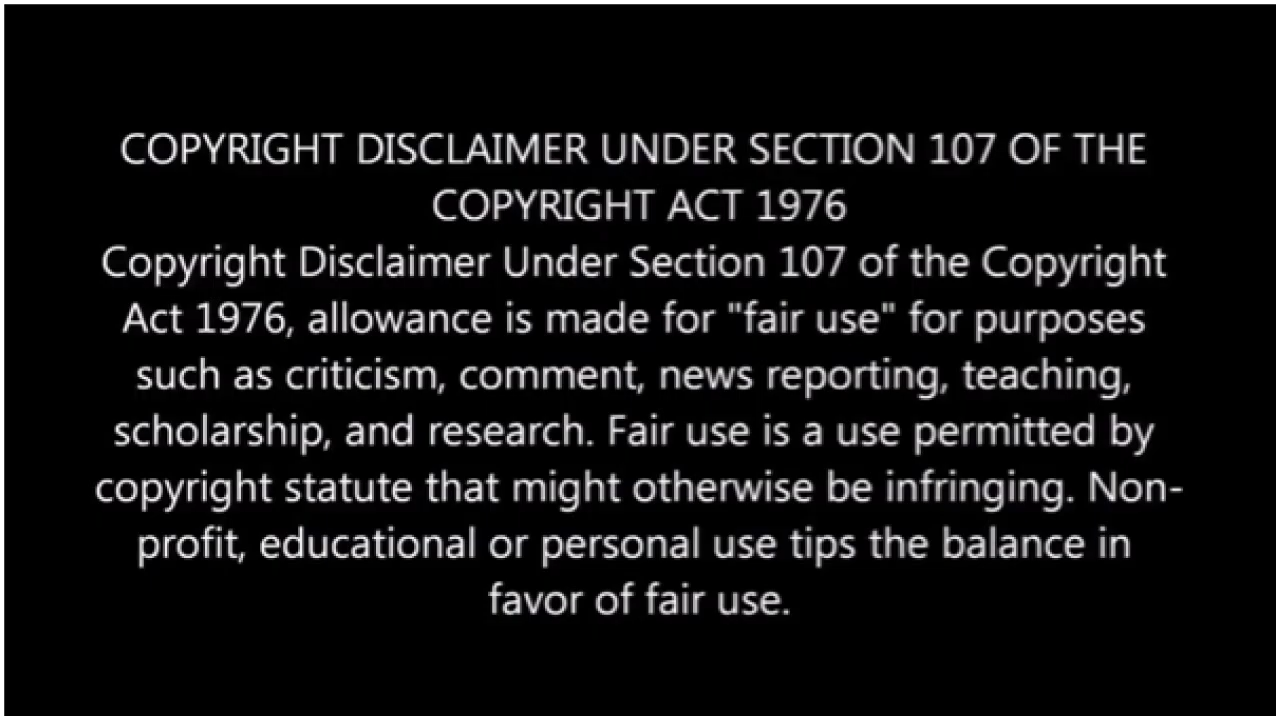 COPYRIGHT DISCLAIMER UNDER SECTION 107 OF THE
COPYRIGHT ACT 1976
Copyright Disclaimer Under Section 107 of the Copyright
Act 1976, allowance is made for "fair use" for purposes
such as criticism, comment, news reporting, teaching,
scholarship, and research. Fair use is a use permitted by
copyright statute that might otherwise be infringing. Non-
profit, educational or personal use tips the balance in
favor of fair use.